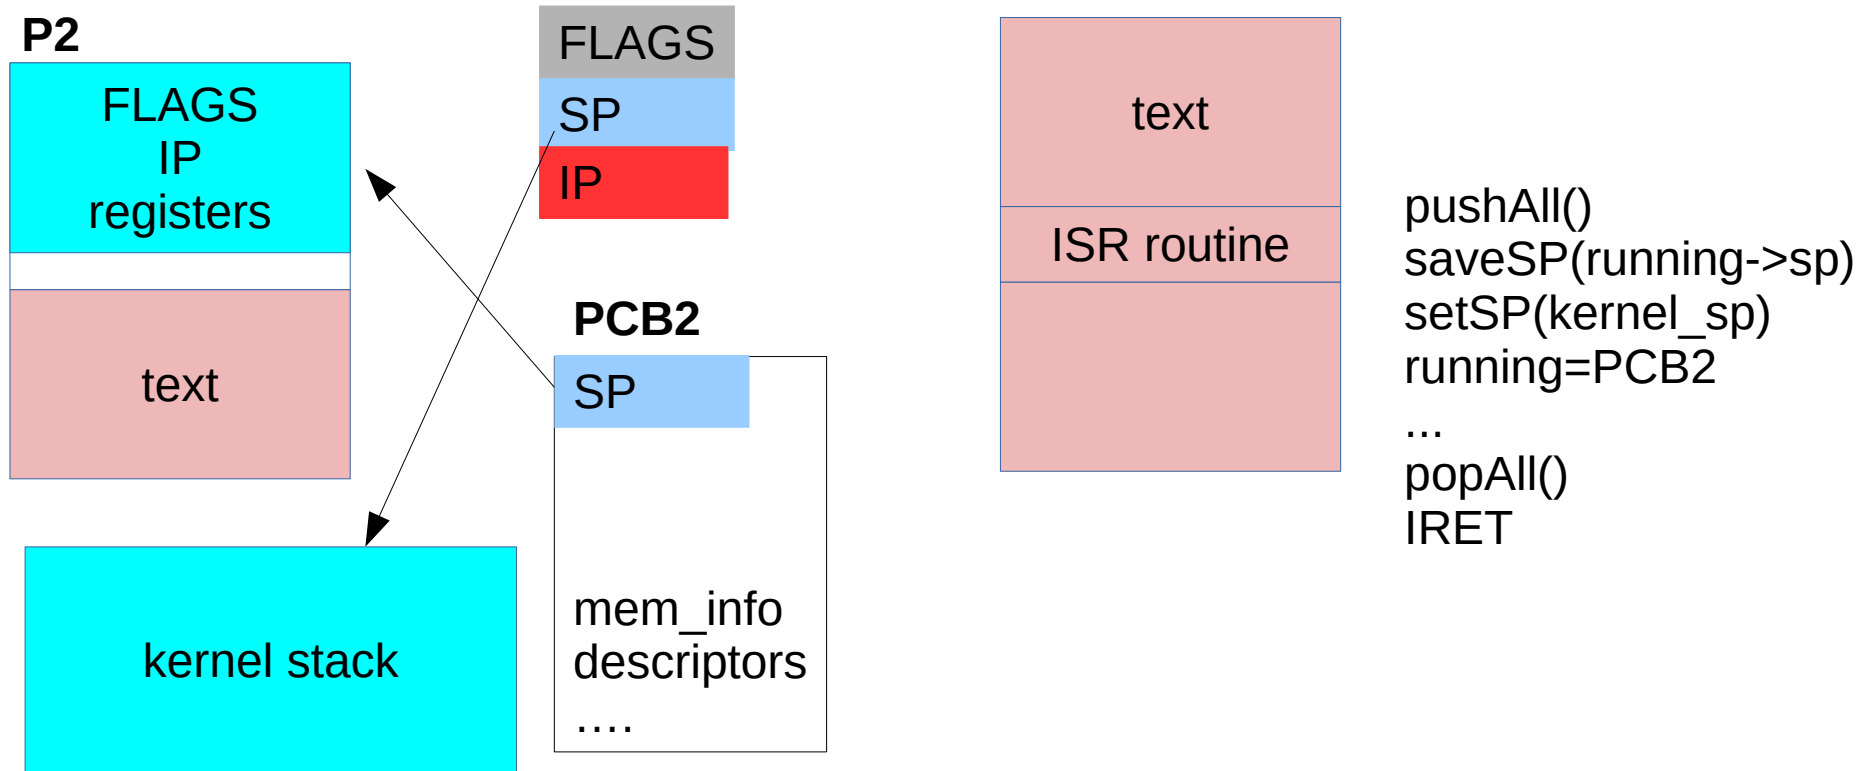 P2
FLAGS
IP
registers
text
kernel stack
FLAGS
SP
IP
PCB2
SP
mem_info
descriptors
....
text
ISR routine
pushAll()
saveSP(running->sp)
setSP(kernel_sp)
running=PCB2
...
popAll()
IRET